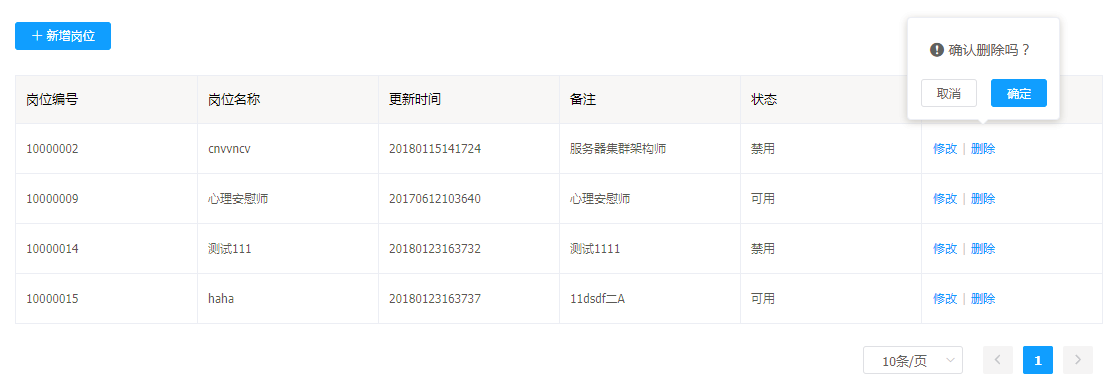 新增岗位
确认删除吗？
取消 确定
岗位编号 岗位名称 更新时间 备注 状态
10000002 cnvvncv 20180115141724 服务器集群架构师 禁用 修改 | 删除
10000009 心理安慰师 20170612103640 心理安慰师 可用 修改 | 删除
10000014 测试111 20180123163732 测试1111 禁用 修改 | 删除
10000015 haha 20180123163737 11dsdf二A 可用 修改 | 删除
10条/页 1